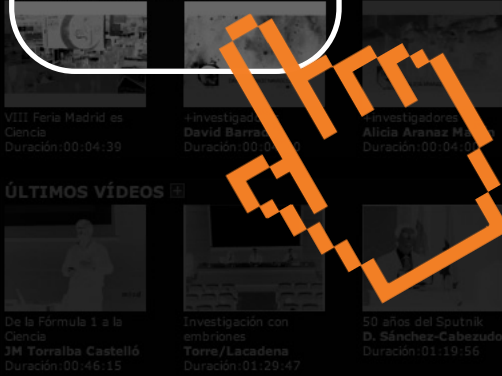 VIII Feria Madrid es
Ciencia
Duración:00:04:39
+investigado
David Barra
Duración:00:04: 0
+investigadores
Alicia Aranaz M
Duración:00:04:0
ÚLTIMOS VÍDEOS
De la Fórmula 1 a la
Ciencia
JM Torralba Castelló
Duración:00:46:15
Investigación con
embriones
Torre/Lacadena
Duración:01:29:47
50 años del Sputnik
D. Sánchez-Cabezudo
Duración:01:19:56